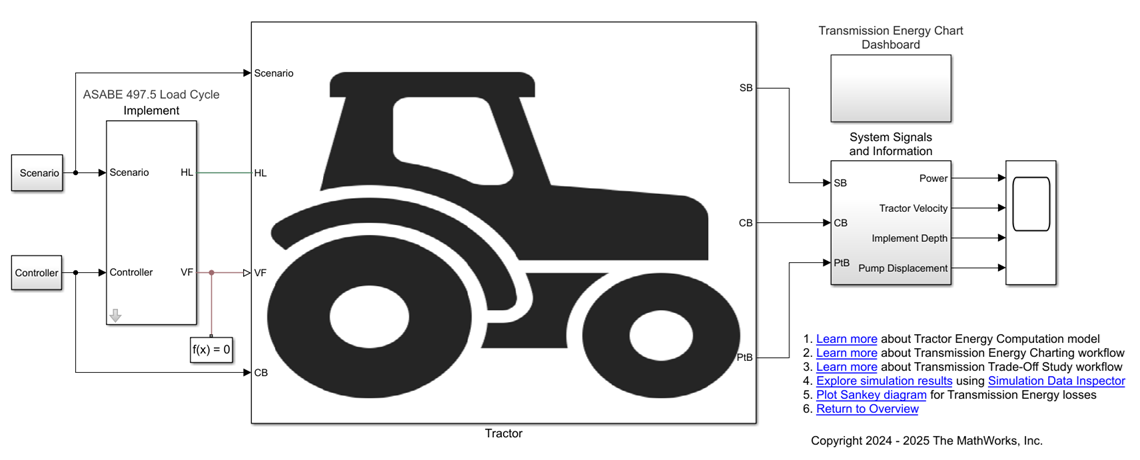 Transmission Energy Chart
Dashboard
Scenario
SB
ASABE 497.5 Load Cycle
Implement
System Signals
and Information
Scenario
Scenario
HL
HL
SB
Power
Tractor Velocity
CB
CB
Implement Depth
Controller
Controller
VF
VF
PtB
Pump Displacement
f(x) = 0
PtB
CB
Tractor
1. Learn more about Tractor Energy Computation model
2. Learn more about Transmission Energy Charting workflow
3. Learn more about Transmission Trade-Off Study workflow
4. Explore simulation results using Simulation Data Inspector
5. Plot Sankey diagram for Transmission Energy losses
6. Return to Overview
Copyright 2024 - 2025 The MathWorks, Inc.